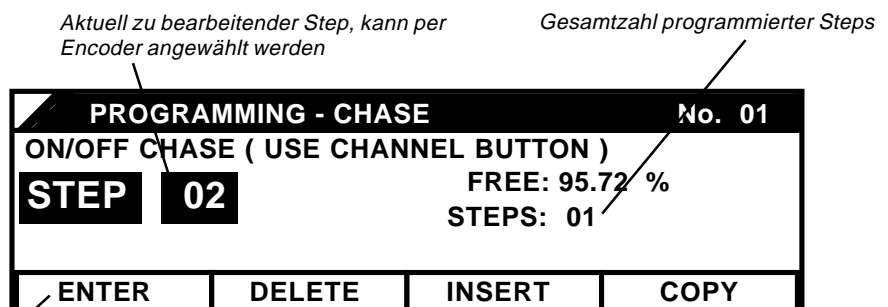 Aktuell zu bearbeitender Step, kann per
Encoder angewählt werden
Gesamtzahl programmierter Steps
PROGRAMMING - CHASE No. 01
ON/OFF CHASE ( USE CHANNEL BUTTON )
STEP 02
FREE: 95.72 %
STEPS: 01
ENTER DELETE INSERT COPY